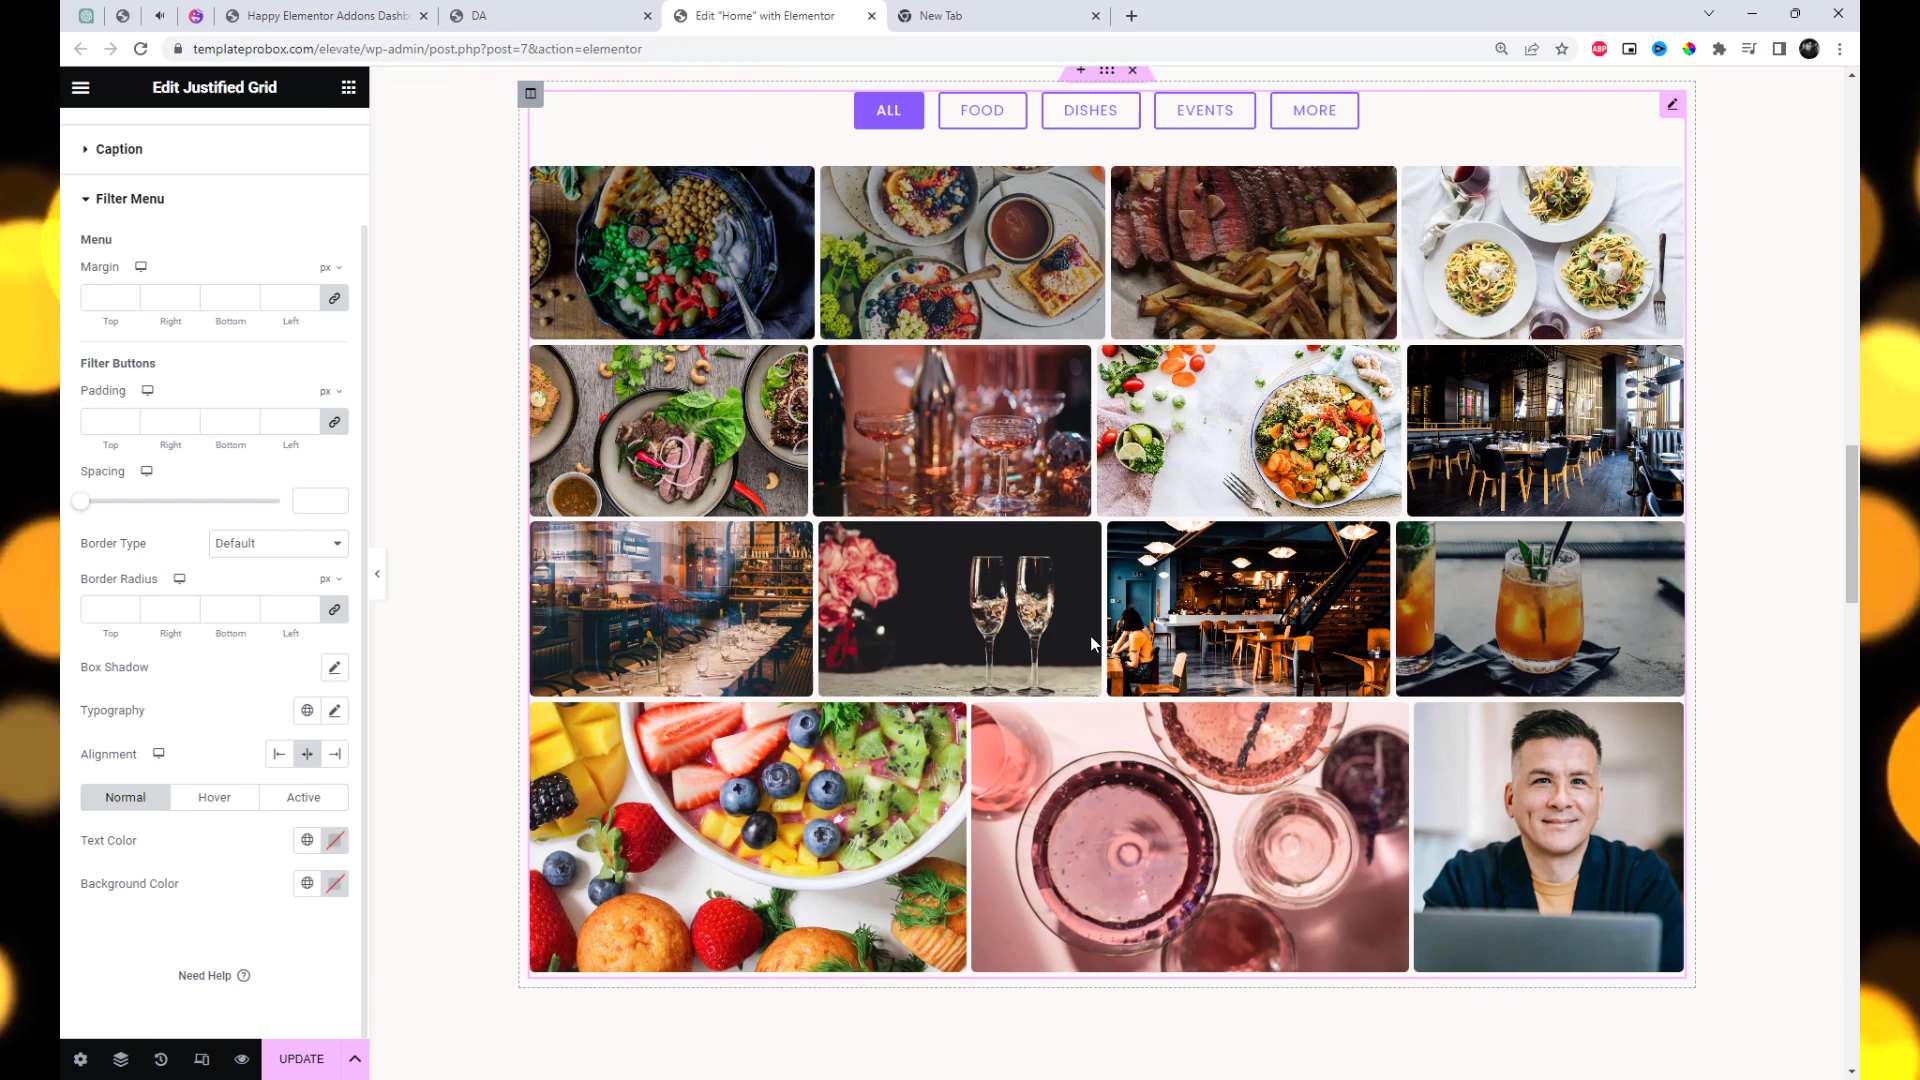 Happy Elementor Addons Dashb
DA
Edit "Home" with Elementor
New Tab
templateprobox.com/elevate/wp-admin/post.php?post=7&action=elementor
ABP
Edit Justified Grid
Caption
Filter Menu
Menu
Margin
px
Top Right Bottom Left
Filter Buttons
Padding
px
Top Right Bottom Left
Spacing
Border Type
Default
Border Radius
px
Top Right Bottom Left
Box Shadow
Typography
Alignment
Normal Hover Active
Text Color
Background Color
Need Help
UPDATE
ALL
FOOD
DISHES
EVENTS
MORE